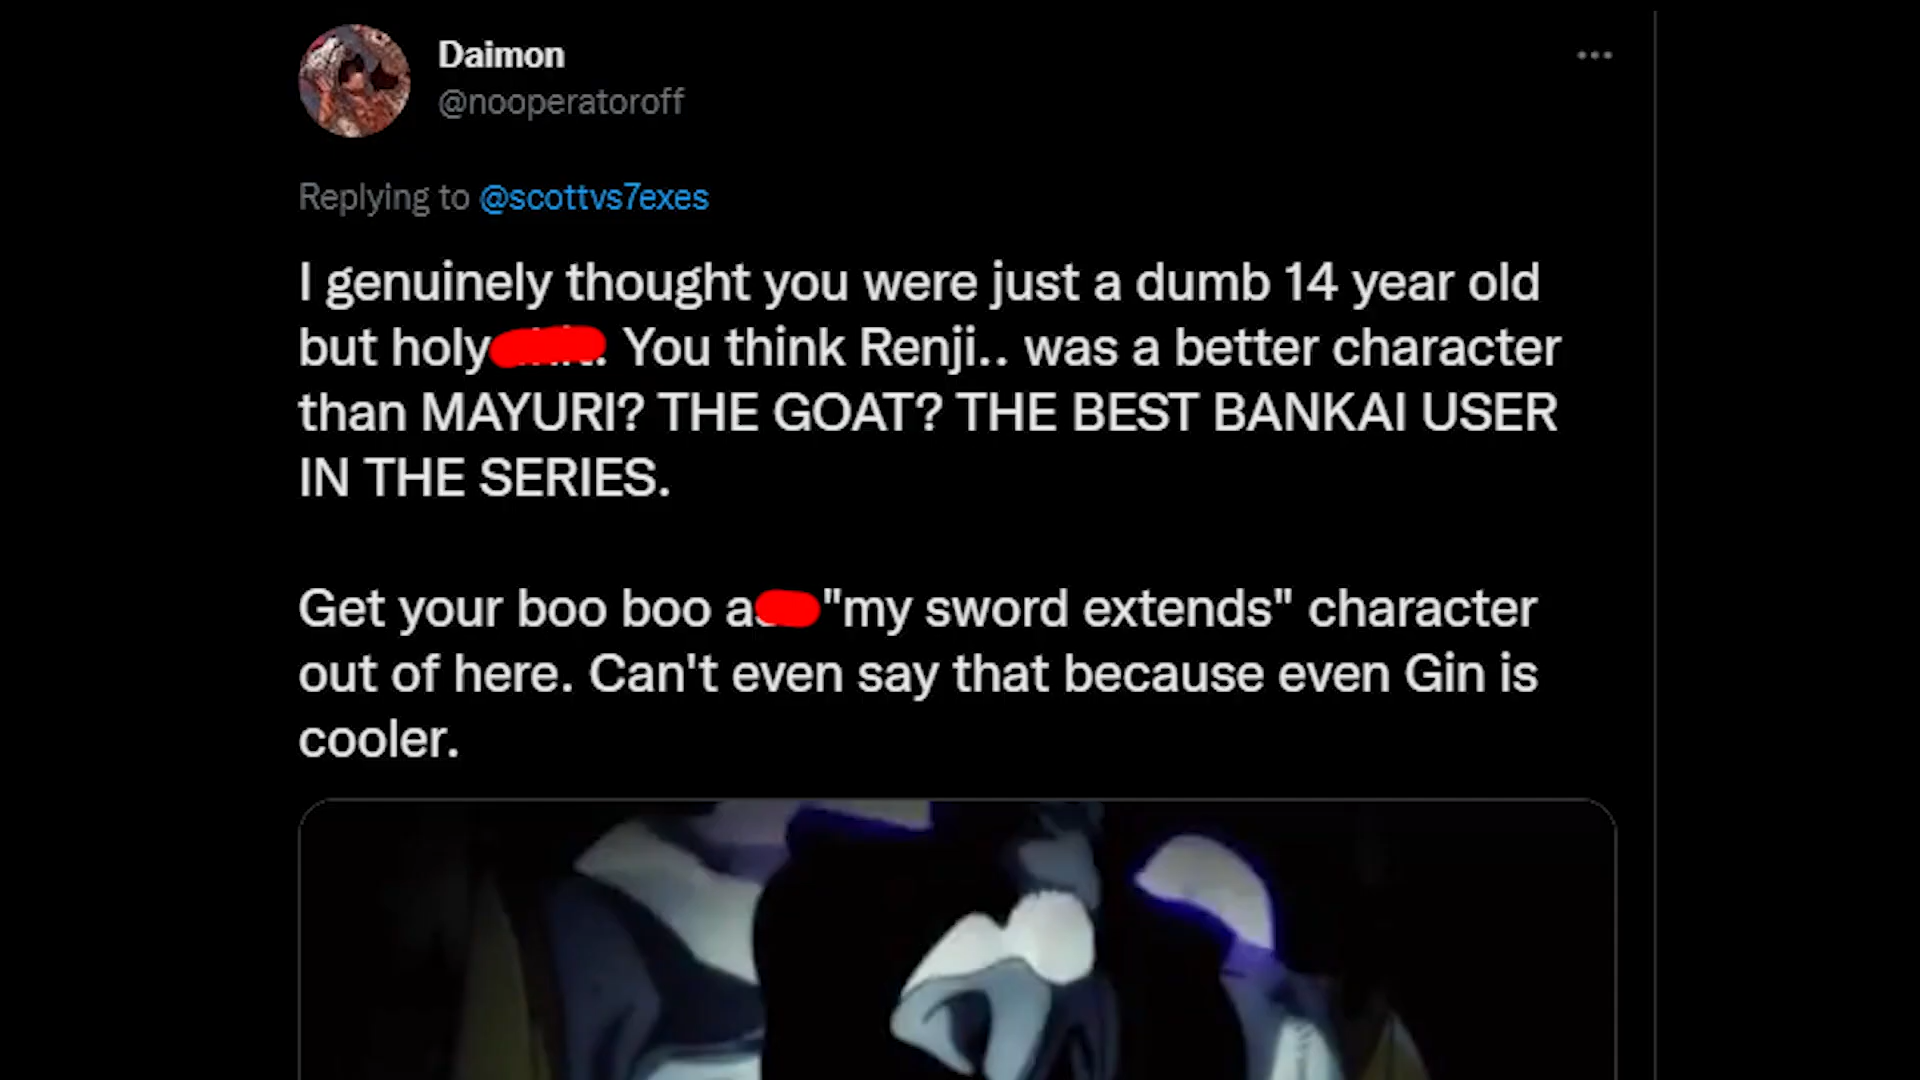 Daimon
@nooperatoroff
Replying to @scottvs7exes
I genuinely thought you were just a dumb 14 year old
but holy You think Renji.. was a better character
than MAYURI? THE GOAT? THE BEST BANKAI USER
IN THE SERIES.
Get your boo boo a "my sword extends" character
out of here. Can't even say that because even Gin is
cooler.